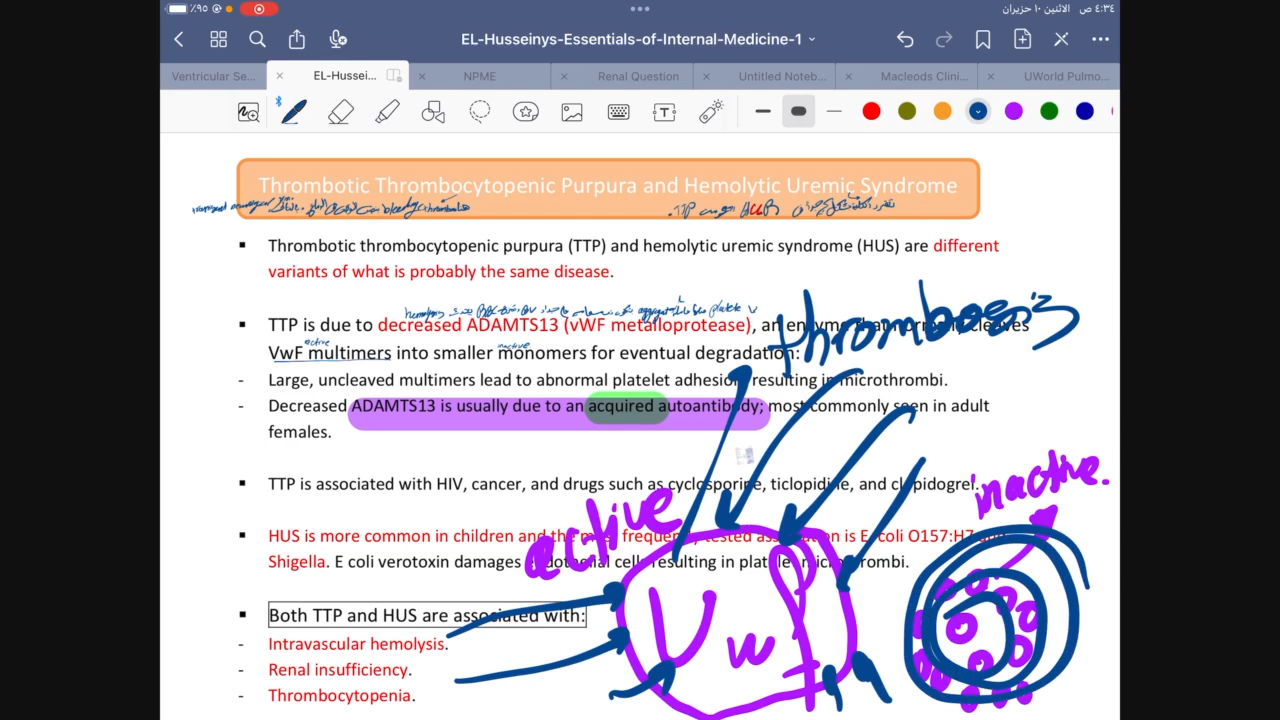 ٪٩٥
٤:٣٤ ص الاثنين ١٠ حزيران
EL-Husseinys-Essentials-of-Internal-Medicine-1
Ventricular Se...
EL-Hussei...
NPME
Renal Question
Untitled Noteb...
Macleods Clini...
UWorld Pulmo...
Thrombotic Thrombocytopenic Purpura and Hemolytic Uremic Syndrome
Thrombotic thrombocytopenic purpura (TTP) and hemolytic uremic syndrome (HUS) are different
variants of what is probably the same disease.
thrombosis
TTP is due to decreased ADAMTS13 (vWF metalloprotease), an enzyme that normally cleaves
active inactive
VwF multimers into smaller monomers for eventual degradation:
- Large, uncleaved multimers lead to abnormal platelet adhesion resulting in microthrombi.
- Decreased ADAMTS13 is usually due to an acquired autoantibody; most commonly seen in adult
females.
TTP is associated with HIV, cancer, and drugs such as cyclosporine, ticlopidine, and clopidogrel.
inactive.
active
HUS is more common in children and the most frequently tested association is E coli O157:H7 and
Shigella. E coli verotoxin damages endothelial cells resulting in platelet microthrombi.
VwF
Both TTP and HUS are associated with:
- Intravascular hemolysis.
- Renal insufficiency.
- Thrombocytopenia.